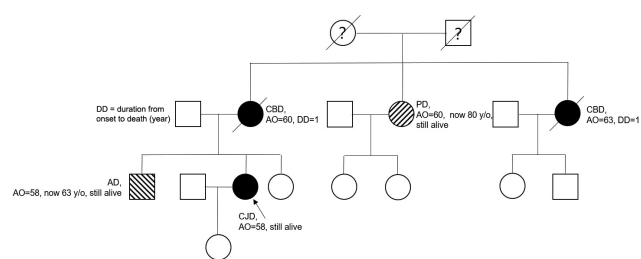 ?
?
DD = duration from
onset to death (year)
CBD,
AO=60, DD=1
PD,
AO=60, now 80 y/o,
still alive
CBD,
AO=63, DD=1
AD,
AO=58, now 63 y/o, still alive
CJD,
AO=58, still alive